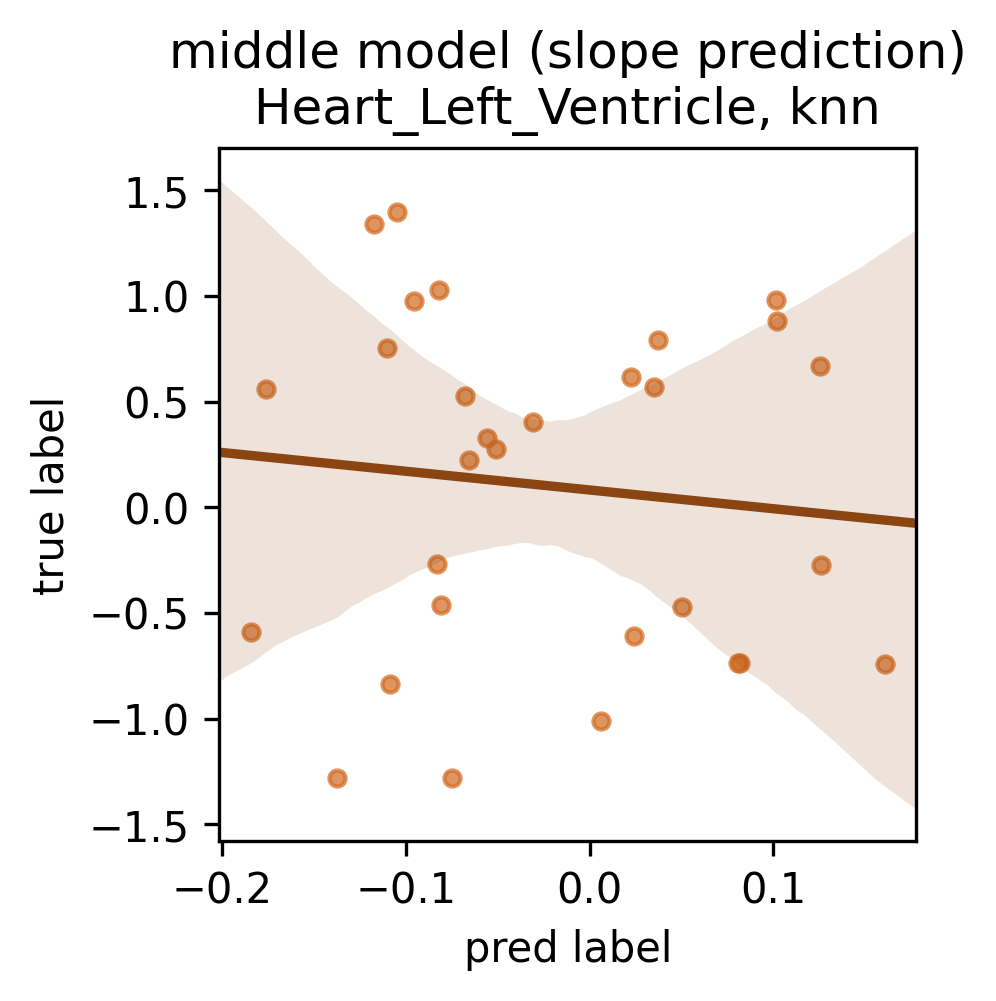 middle model (slope prediction)
Heart_Left_Ventricle, knn
1.5
1.0
0.5
0.0
−0.5
−1.0
−1.5
true label
−0.2
−0.1
0.0
0.1
pred label